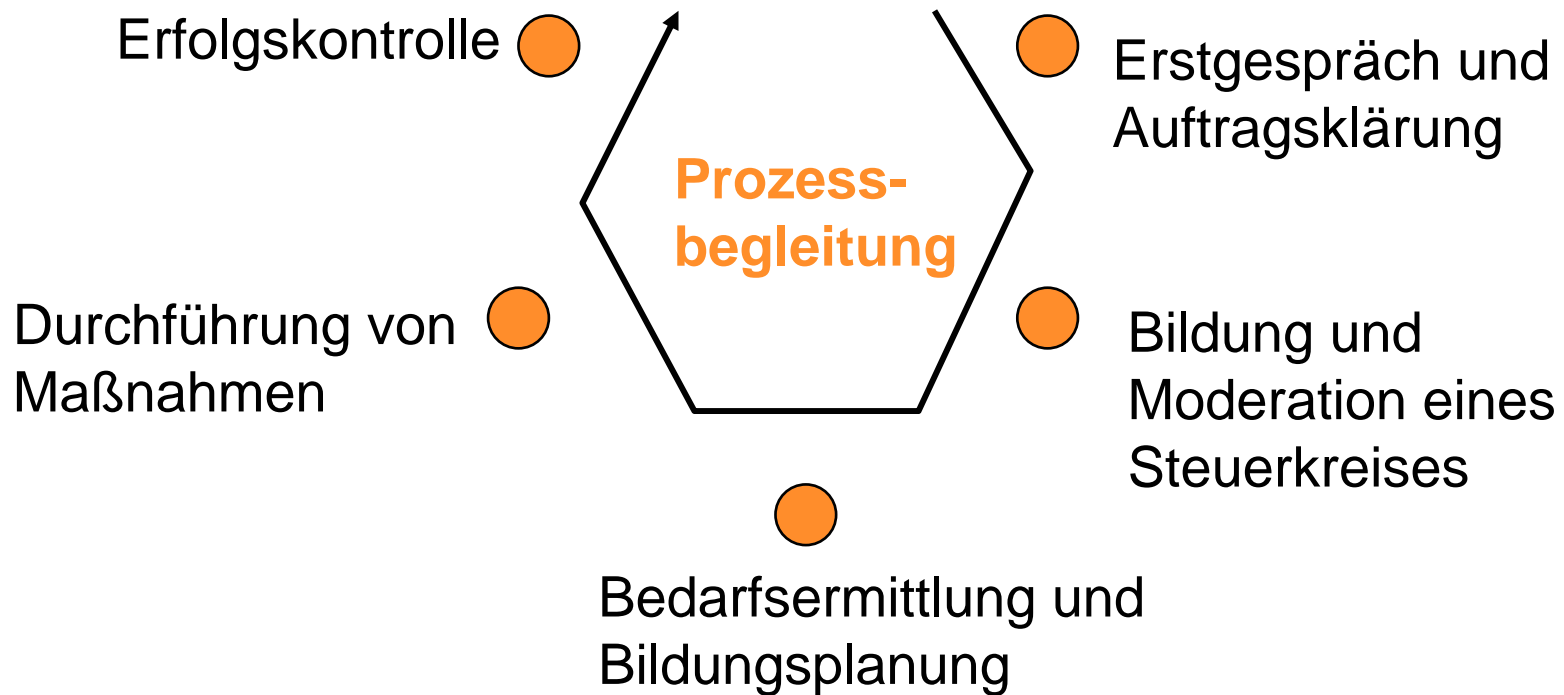 Erfolgskontrolle
Erstgespräch und
Auftragsklärung
Prozess-
begleitung
Durchführung von
Maßnahmen
Bildung und
Moderation eines
Steuerkreises
Bedarfsermittlung und
Bildungsplanung